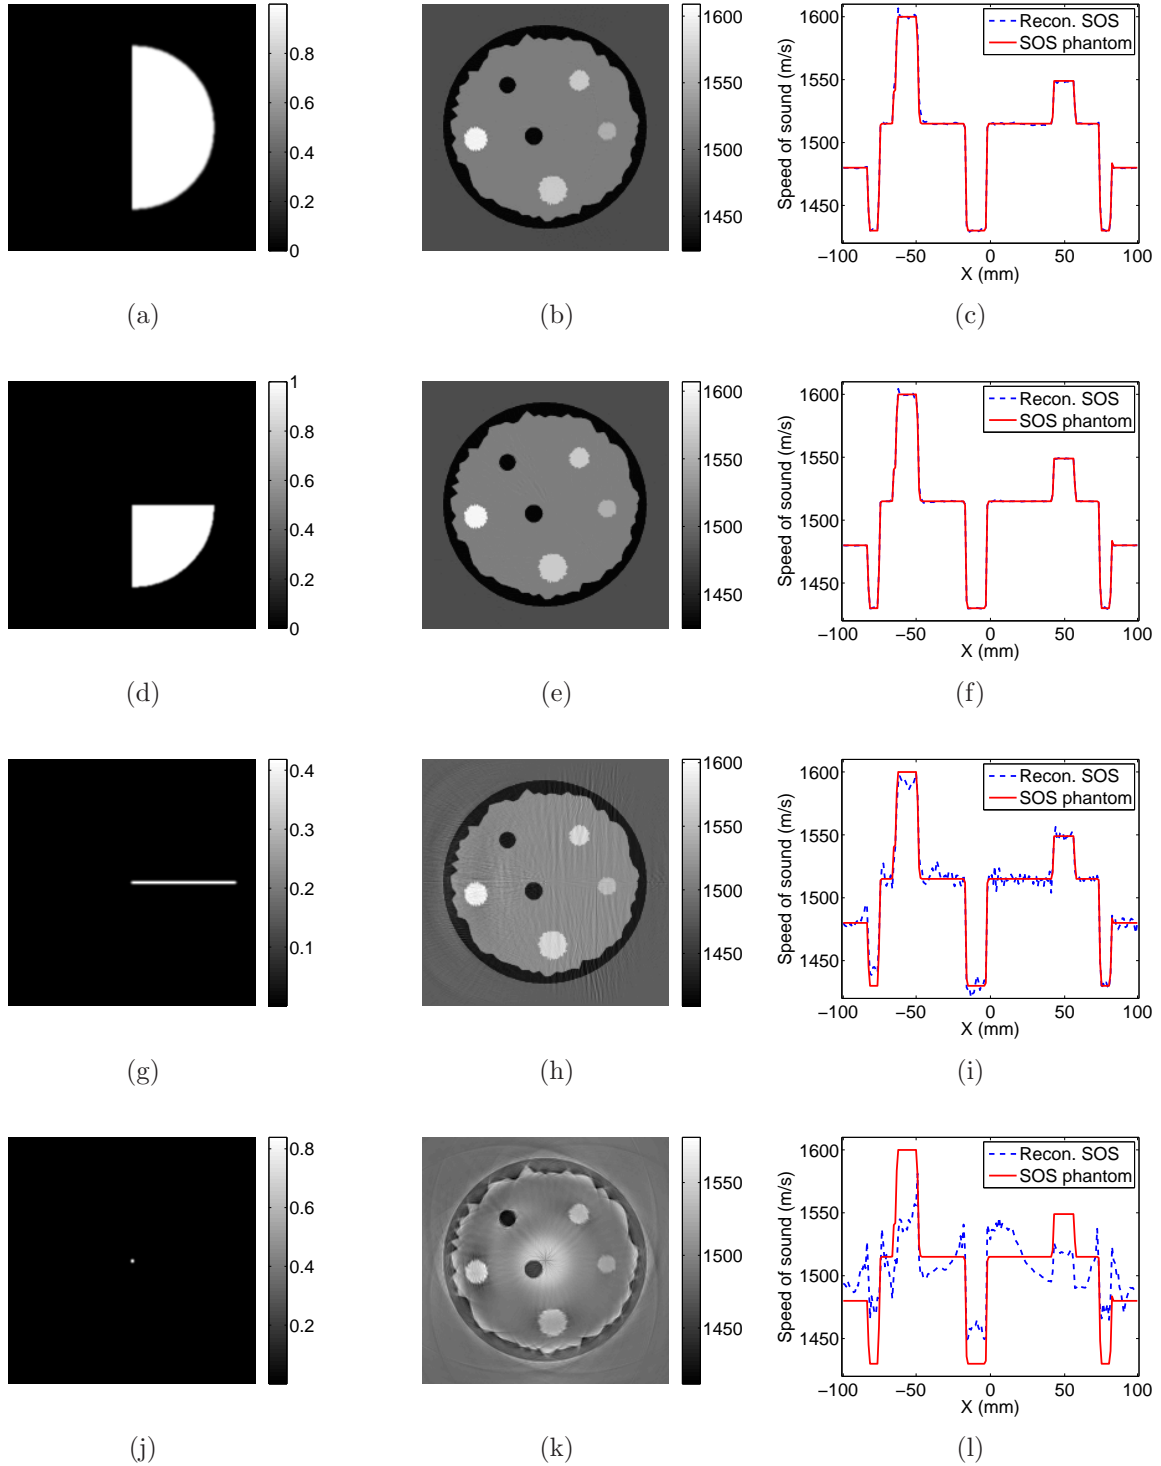 0.8
0.6
0.4
0.2
0
(a)
1600
1550
1500
1450
(b)
Speed of sound (m/s)
1600
1550
1500
1450
−100 −50 0 50 100
X (mm)
Recon. SOS
SOS phantom
(c)
1
0.8
0.6
0.4
0.2
0
(d)
1600
1550
1500
1450
(e)
Speed of sound (m/s)
1600
1550
1500
1450
−100 −50 0 50 100
X (mm)
Recon. SOS
SOS phantom
(f)
0.4
0.3
0.2
0.1
(g)
1600
1550
1500
1450
(h)
Speed of sound (m/s)
1600
1550
1500
1450
−100 −50 0 50 100
X (mm)
Recon. SOS
SOS phantom
(i)
0.8
0.6
0.4
0.2
(j)
1550
1500
1450
(k)
Speed of sound (m/s)
1600
1550
1500
1450
−100 −50 0 50 100
X (mm)
Recon. SOS
SOS phantom
(l)